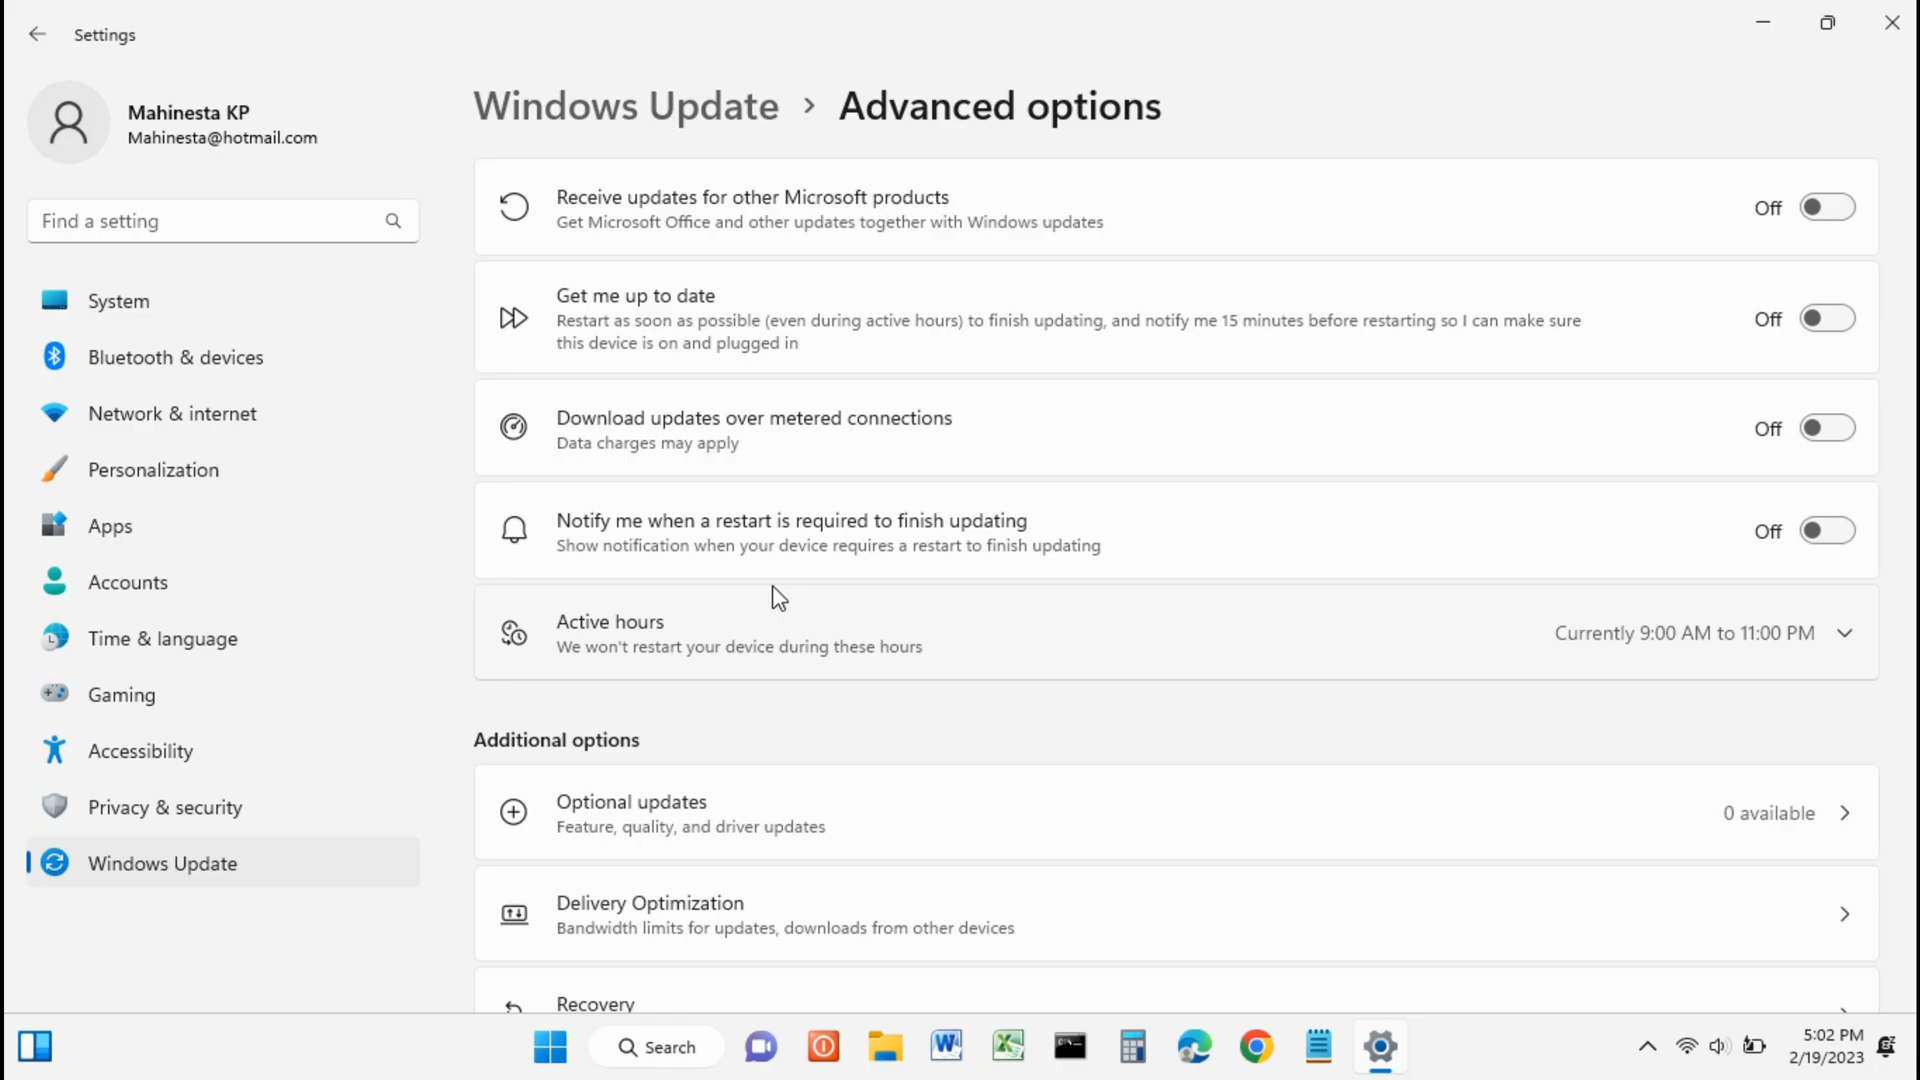 Settings
Mahinesta KP
Mahinesta@hotmail.com
Find a setting
System
Bluetooth & devices
Network & internet
Personalization
Apps
Accounts
Time & language
Gaming
Accessibility
Privacy & security
Windows Update
Windows Update > Advanced options
Receive updates for other Microsoft products
Get Microsoft Office and other updates together with Windows updates
Off
Get me up to date
Restart as soon as possible (even during active hours) to finish updating, and notify me 15 minutes before restarting so I can make sure
this device is on and plugged in
Off
Download updates over metered connections
Data charges may apply
Off
Notify me when a restart is required to finish updating
Show notification when your device requires a restart to finish updating
Off
Active hours
We won't restart your device during these hours
Currently 9:00 AM to 11:00 PM
Additional options
Optional updates
Feature, quality, and driver updates
0 available
Delivery Optimization
Bandwidth limits for updates, downloads from other devices
Recovery
Search
5:02 PM
2/19/2023